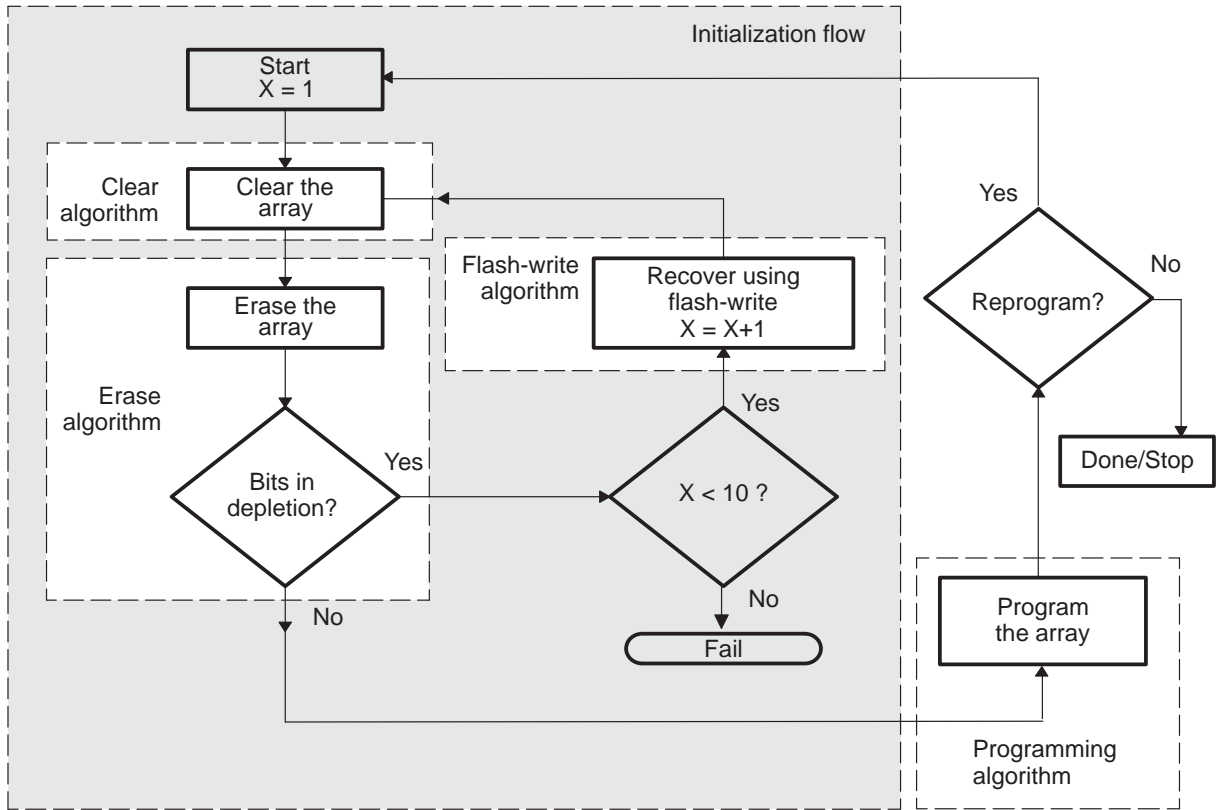 Initialization flow
Start
X = 1
Clear
algorithm
Clear the
array
Yes
Flash-write
algorithm
Recover using
flash-write
X = X+1
No
Erase the
array
Reprogram?
Erase
algorithm
Yes
Yes
Done/Stop
Bits in
depletion?
X < 10 ?
No
No
Fail
Program
the array
Programming
algorithm